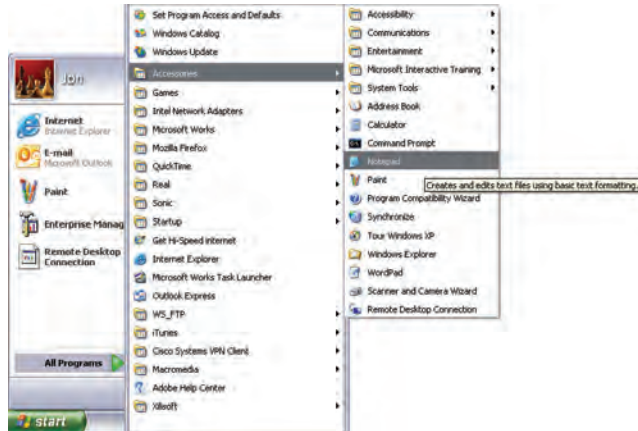 Jon
Internet
Internet Explorer
E-mail
Microsoft Outlook
Paint
Enterprise Manag
Remote Desktop
Connection
All Programs
start
Set Program Access and Defaults
Windows Catalog
Windows Update
Accessories
Games
Intel Network Adapters
Microsoft Works
Mozilla Firefox
QuickTime
Real
Sonic
Startup
Get Hi-Speed Internet
Internet Explorer
Microsoft Works Task Launcher
Outlook Express
WS_FTP
iTunes
Cisco Systems VPN Client
Macromedia
Adobe Help Center
Xilisoft
Accessibility
Communications
Entertainment
Microsoft Interactive Training
System Tools
Address Book
Calculator
Command Prompt
Notepad
Paint
Creates and edits text files using basic text formatting.
Program Compatibility Wizard
Synchronize
Tour Windows XP
Windows Explorer
WordPad
Scanner and Camera Wizard
Remote Desktop Connection